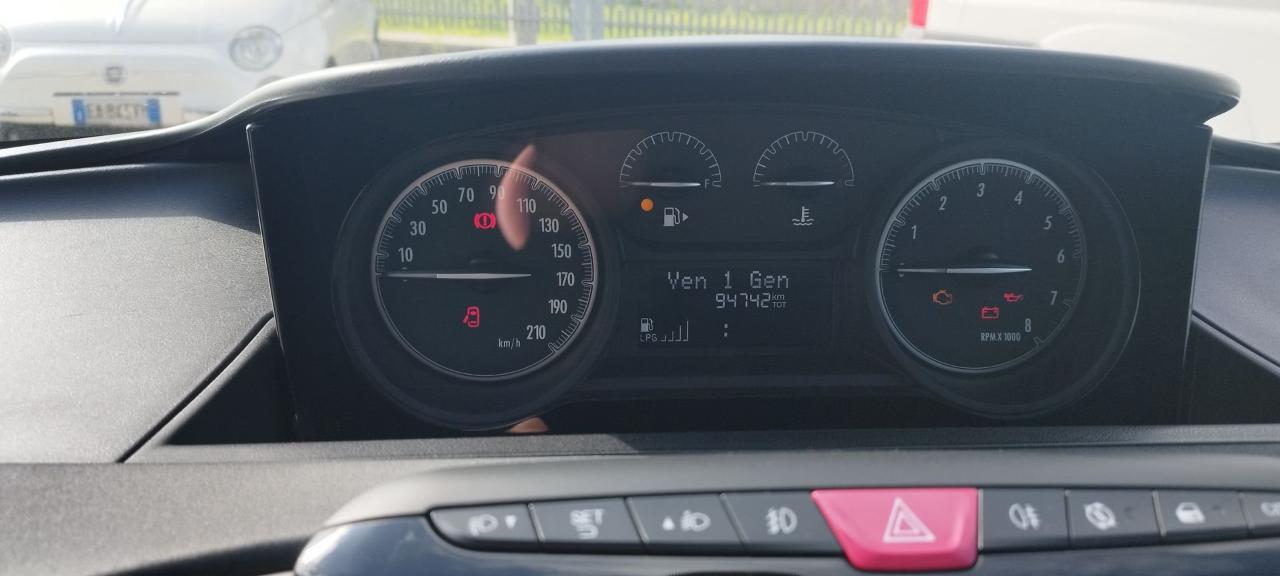 10 30 50 70 90 110 130 150 170 190 210
km/h
F
Ven 1 Gen
94742 km
TOT
LPG
:
1 2 3 4 5 6 7 8
RPM X 1000
SET